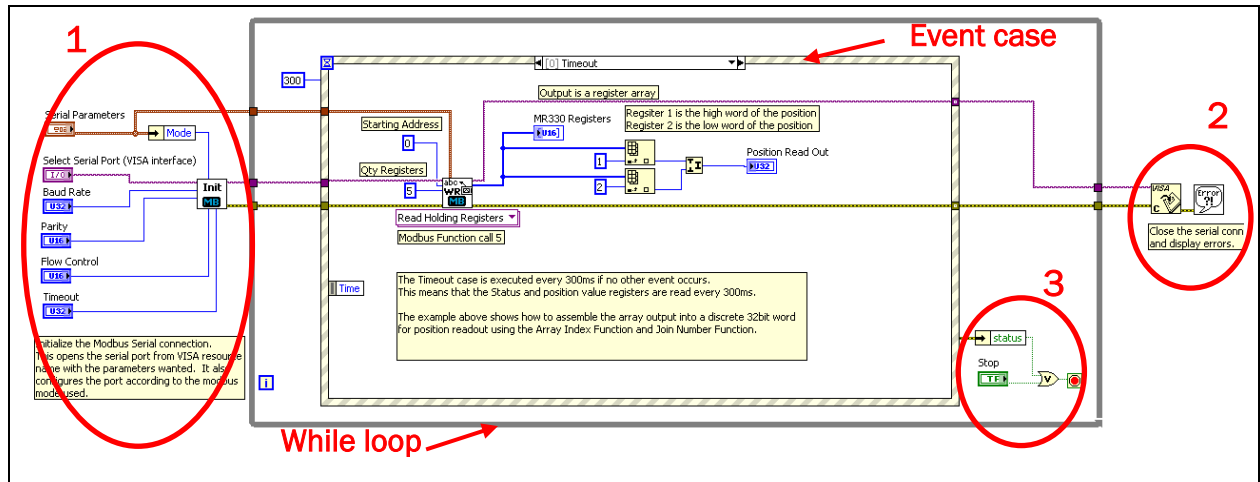 1
Event case
[0] Timeout
300
Output is a register array
Serial Parameters
Mode
Starting Address
0
MR330 Registers
U16
Regsiter 1 is the high word of the position
Register 2 is the low word of the position
2
Select Serial Port (VISA interface)
I/O
Qty Registers
1
Position Read Out
U32
Init
MB
abc
WR
MB
5
2
Baud Rate
U32
Read Holding Registers
VISA
C
Error
?!
Parity
U16
Modbus Function call 5
Close the serial conn
and display errors.
Flow Control
U16
Time
The Timeout case is executed every 300ms if no other event occurs.
This means that the Status and position value registers are read every 300ms.
The example above shows how to assemble the array output into a discrete 32bit word
for position readout using the Array Index Function and Join Number Function.
3
Timeout
U32
status
Initialize the Modbus Serial connection.
This opens the serial port from VISA resource
name with the parameters wanted. It also
configures the port according to the modbus
mode used.
Stop
TF
V
i
While loop